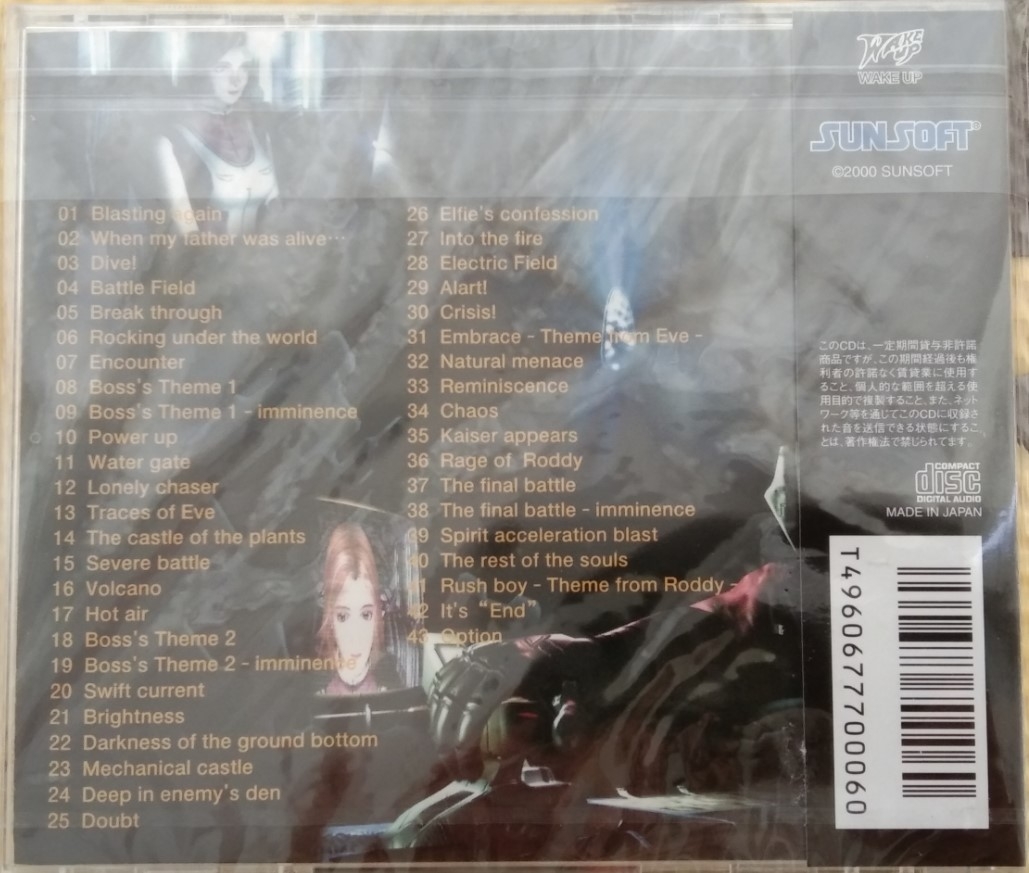 01 Blasting again
02 When my father was alive…
03 Dive!
04 Battle Field
05 Break through
06 Rocking under the world
07 Encounter
08 Boss's Theme 1
09 Boss's Theme 1 - imminence
10 Power up
11 Water gate
12 Lonely chaser
13 Traces of Eve
14 The castle of the plants
15 Severe battle
16 Volcano
17 Hot air
18 Boss's Theme 2
19 Boss's Theme 2 - imminence
20 Swift current
21 Brightness
22 Darkness of the ground bottom
23 Mechanical castle
24 Deep in enemy's den
25 Doubt
26 Elfie's confession
27 Into the fire
28 Electric Field
29 Alart!
30 Crisis!
31 Embrace - Theme from Eve -
32 Natural menace
33 Reminiscence
34 Chaos
35 Kaiser appears
36 Rage of Roddy
37 The final battle
38 The final battle - imminence
39 Spirit acceleration blast
40 The rest of the souls
41 Rush boy - Theme from Roddy -
42 It's “End”
43 Option
WAKE UP
WAKE UP
SUNSOFT®
©2000 SUNSOFT
このCDは、一定期間貸与非許諾
商品ですが、この期間経過後も権
利者の許諾なく賃貸業に使用す
ること、個人的な範囲を超える使
用目的で複製すること、また、ネット
ワーク等を通じてこのCDに収録さ
れた音を送信できる状態にするこ
とは、著作権法で禁じられてます。
COMPACT
disc
DIGITAL AUDIO
MADE IN JAPAN
T4960677700060